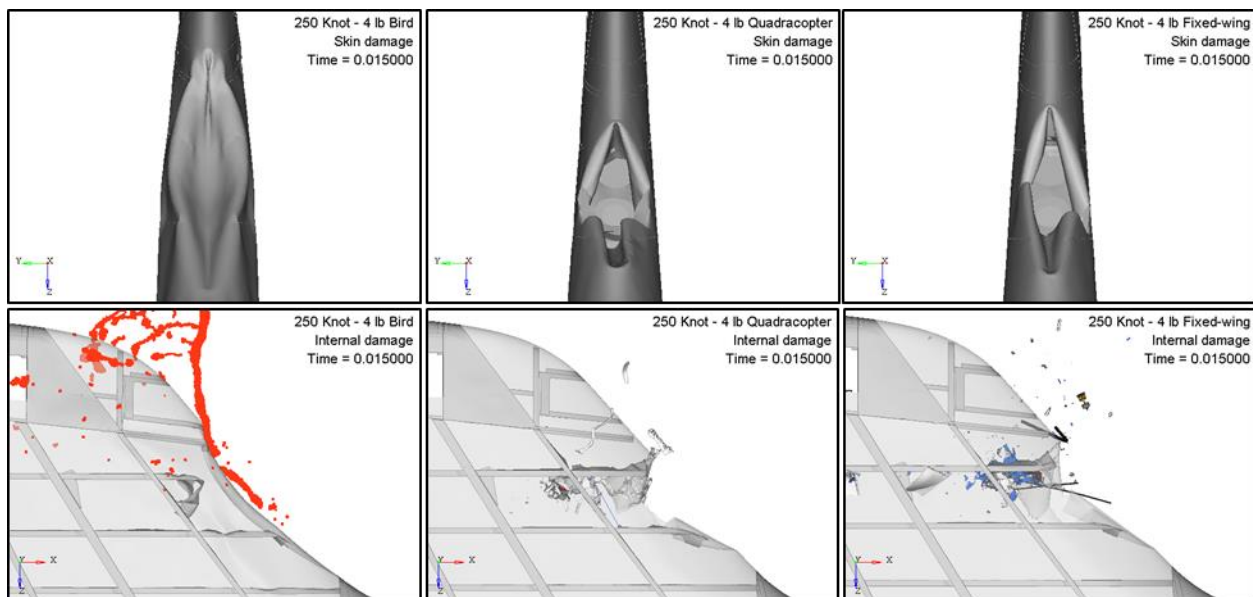 250 Knot - 4 lb Bird
Skin damage
Time = 0.015000
Y X
Z
250 Knot - 4 lb Quadracopter
Skin damage
Time = 0.015000
Y X
Z
250 Knot - 4 lb Fixed-wing
Skin damage
Time = 0.015000
Y X
Z
250 Knot - 4 lb Bird
Internal damage
Time = 0.015000
Y X
Z
250 Knot - 4 lb Quadracopter
Internal damage
Time = 0.015000
Y X
Z
250 Knot - 4 lb Fixed-wing
Internal damage
Time = 0.015000
Y X
Z